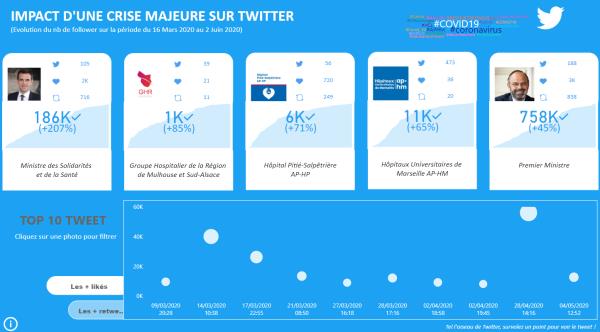 IMPACT D'UNE CRISE MAJEURE SUR TWITTER
(Evolution du nb de follower sur la période du 16 Mars 2020 au 2 Juin 2020)
#COVID19
#coronavirus
105
2K
716
186K
(+207%)
Ministre des Solidarités
et de la Santé
39
21
11
GHR
1K
(+85%)
Groupe Hospitalier de la Région
de Mulhouse et Sud-Alsace
56
720
249
6K
(+71%)
Hôpital Pitié-Salpêtrière
AP-HP
473
36
20
11K
(+65%)
Hôpitaux Universitaires de
Marseille AP-HM
188
3K
838
758K
(+45%)
Premier Ministre
TOP 10 TWEET
Cliquez sur une photo pour filtrer
Les + likés
Les + retwe...
60K
40K
20K
0K
09/03/2020 14/03/2020 17/03/2020 21/03/2020 27/03/2020 28/03/2020 02/04/2020 02/04/2020 28/04/2020 04/05/2020
20:28 10:38 22:55 08:50 16:18 17:16 18:58 19:45 14:16 12:52
Tel l'oiseau de Twitter, survolez un point pour voir le tweet !